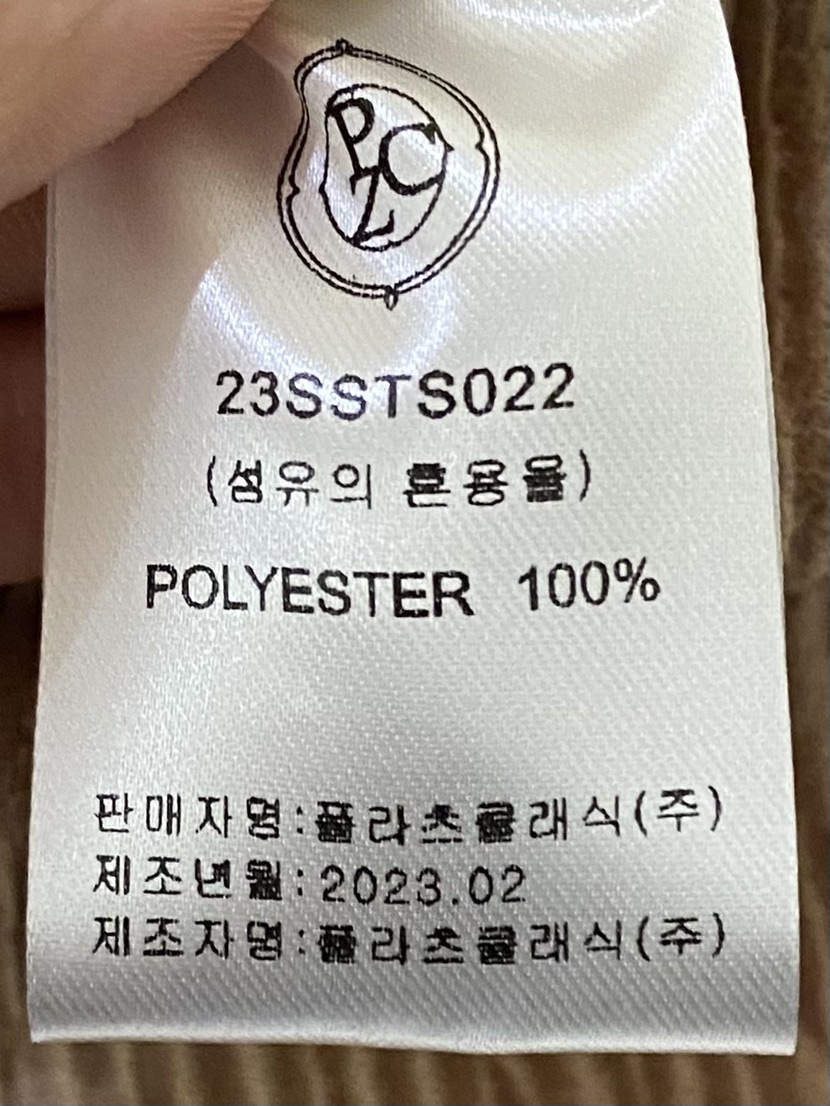 PCZ
23SSTS022
(섬유의 혼용율)
POLYESTER 100%
판매자명:플라츠클래식(주)
제조년월:2023.02
제조자명:플라츠클래식(주)